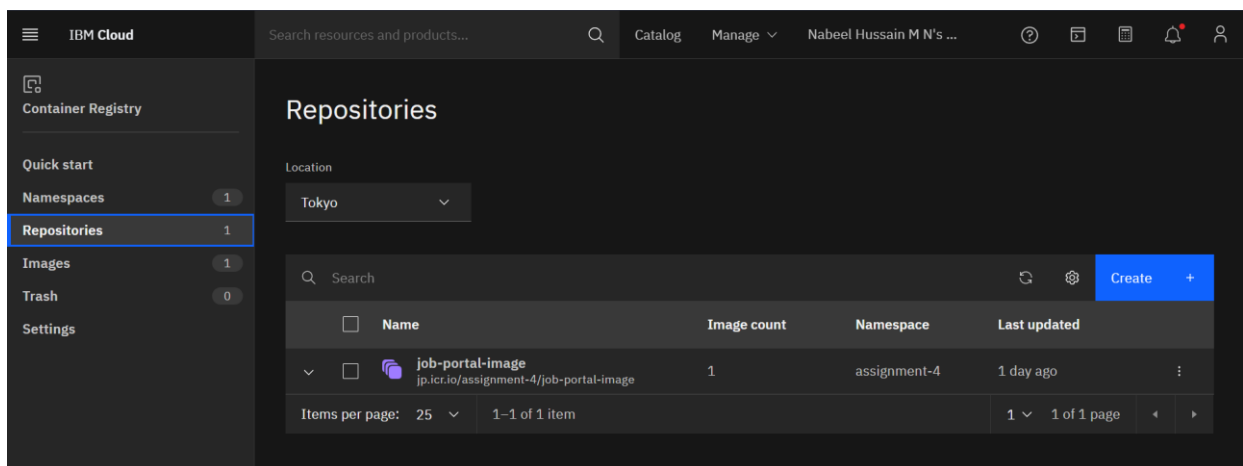 IBM Cloud
Search resources and products...
Catalog
Manage
Nabeel Hussain M N's ...
Container Registry
Quick start
Namespaces 1
Repositories 1
Images 1
Trash 0
Settings
Repositories
Location
Tokyo
Search
Create +
Name Image count Namespace Last updated
job-portal-image
jp.icr.io/assignment-4/job-portal-image
1 assignment-4 1 day ago
Items per page: 25 1–1 of 1 item 1 1 of 1 page